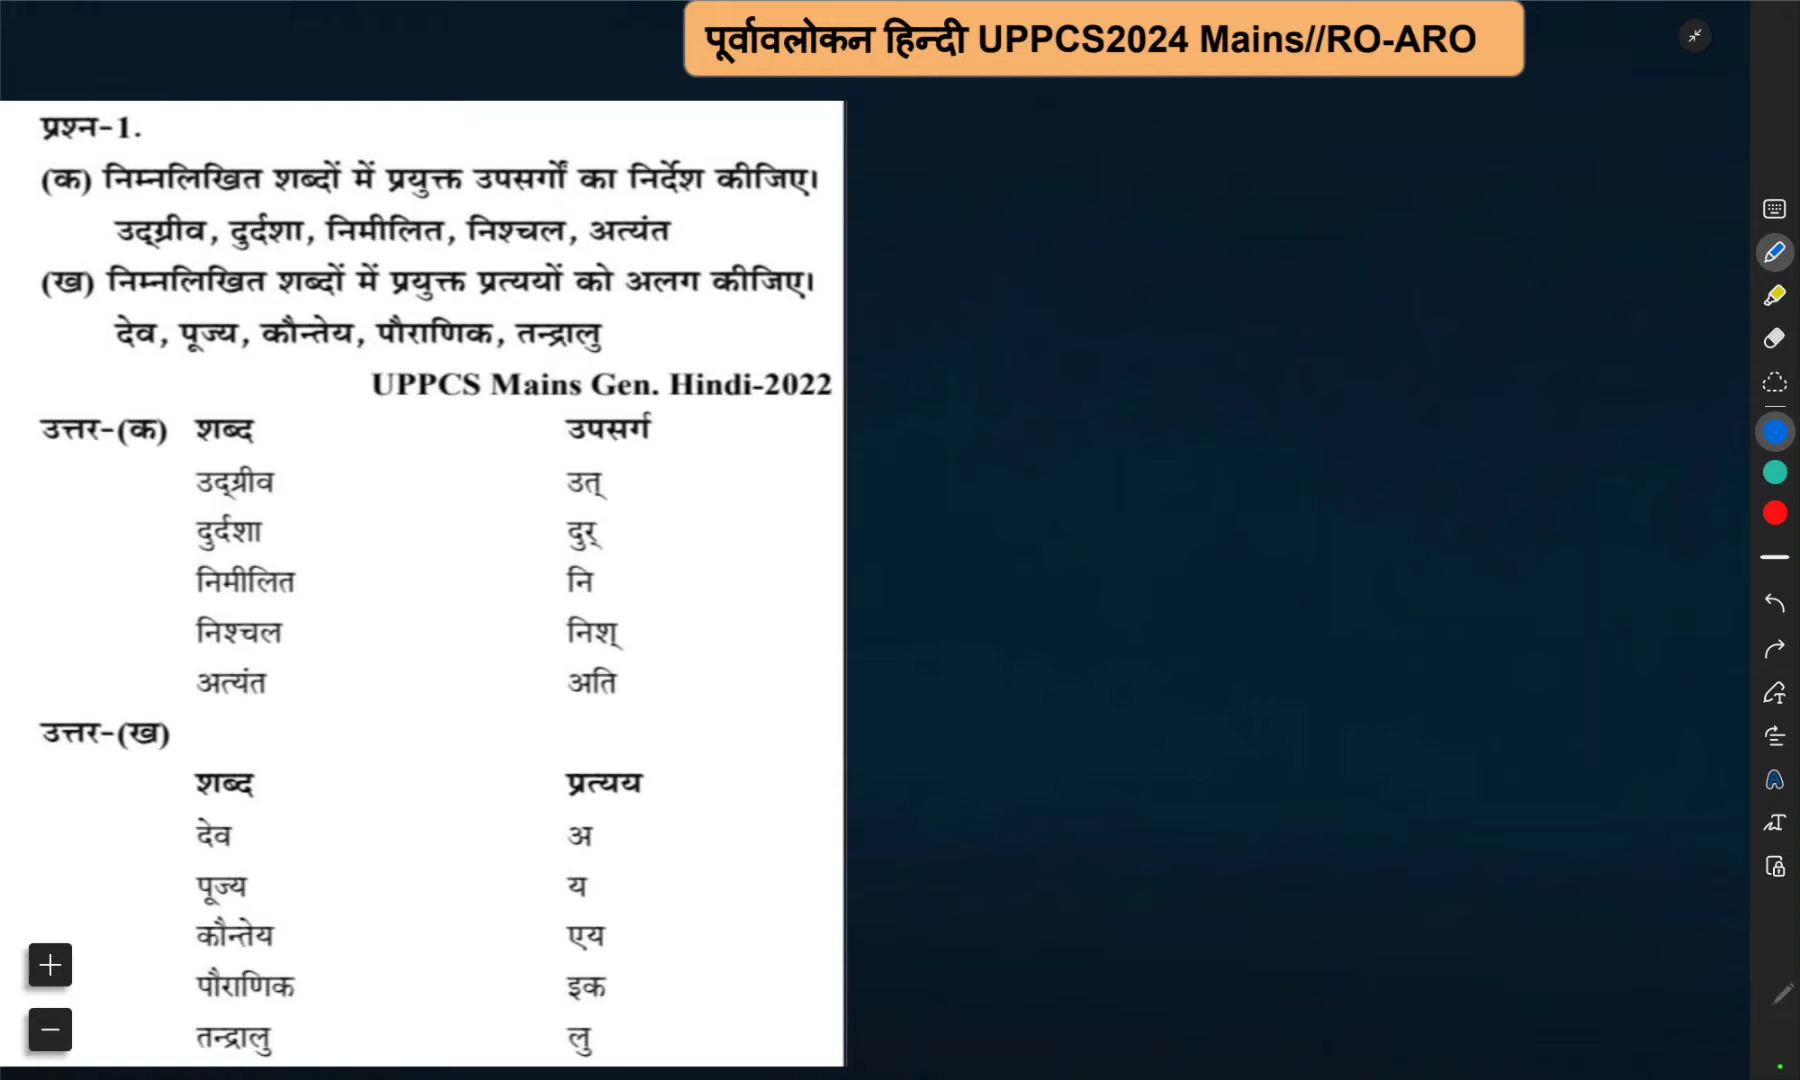 पूर्वावलोकन हिन्दी UPPCS2024 Mains//RO-ARO
प्रश्न-1.
(क) निम्नलिखित शब्दों में प्रयुक्त उपसर्गों का निर्देश कीजिए।
उद्ग्रीव, दुर्दशा, निमीलित, निश्चल, अत्यंत
(ख) निम्नलिखित शब्दों में प्रयुक्त प्रत्ययों को अलग कीजिए।
देव, पूज्य, कौन्तेय, पौराणिक, तन्द्रालु
UPPCS Mains Gen. Hindi-2022
उत्तर-(क) शब्द उपसर्ग
उद्ग्रीव उत्
दुर्दशा दुर्
निमीलित नि
निश्चल निश्
अत्यंत अति
उत्तर-(ख)
शब्द प्रत्यय
देव अ
पूज्य य
कौन्तेय एय
पौराणिक इक
तन्द्रालु लु